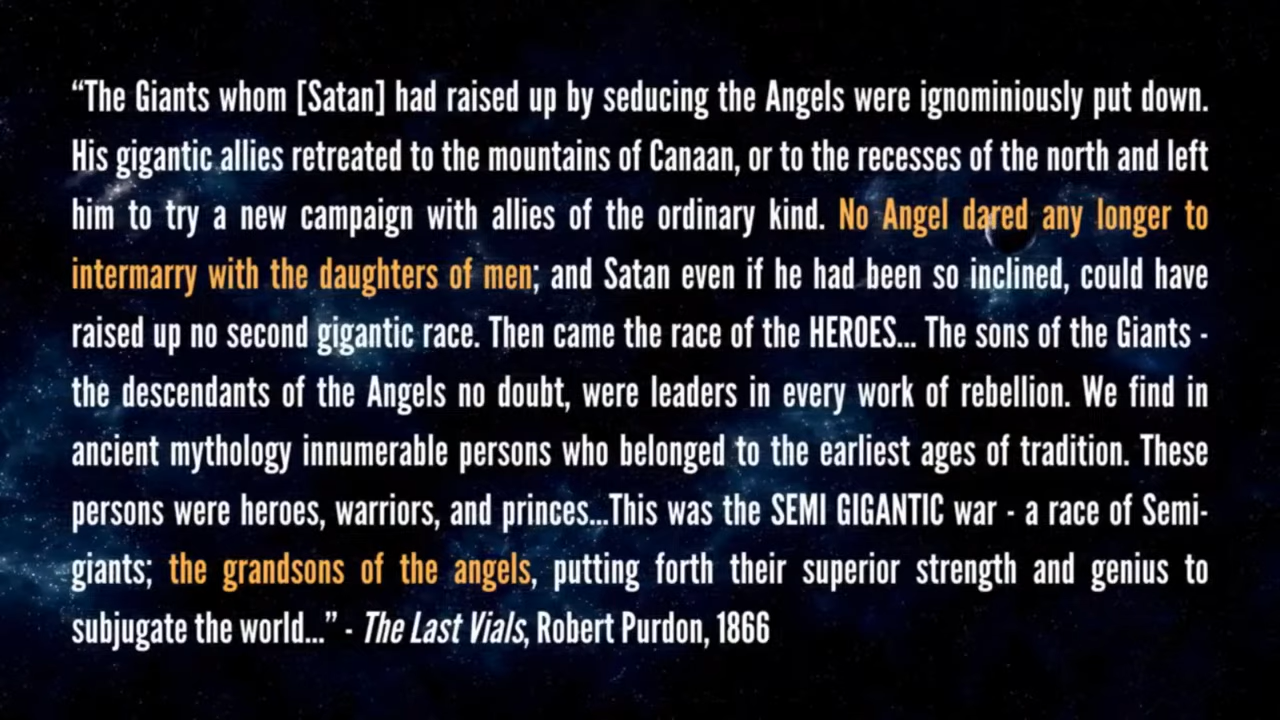 “The Giants whom [Satan] had raised up by seducing the Angels were ignominiously put down.
His gigantic allies retreated to the mountains of Canaan, or to the recesses of the north and left
him to try a new campaign with allies of the ordinary kind. No Angel dared any longer to
intermarry with the daughters of men; and Satan even if he had been so inclined, could have
raised up no second gigantic race. Then came the race of the HEROES... The sons of the Giants -
the descendants of the Angels no doubt, were leaders in every work of rebellion. We find in
ancient mythology innumerable persons who belonged to the earliest ages of tradition. These
persons were heroes, warriors, and princes...This was the SEMI GIGANTIC war - a race of Semi-
giants; the grandsons of the angels, putting forth their superior strength and genius to
subjugate the world...” - The Last Vials, Robert Purdon, 1866